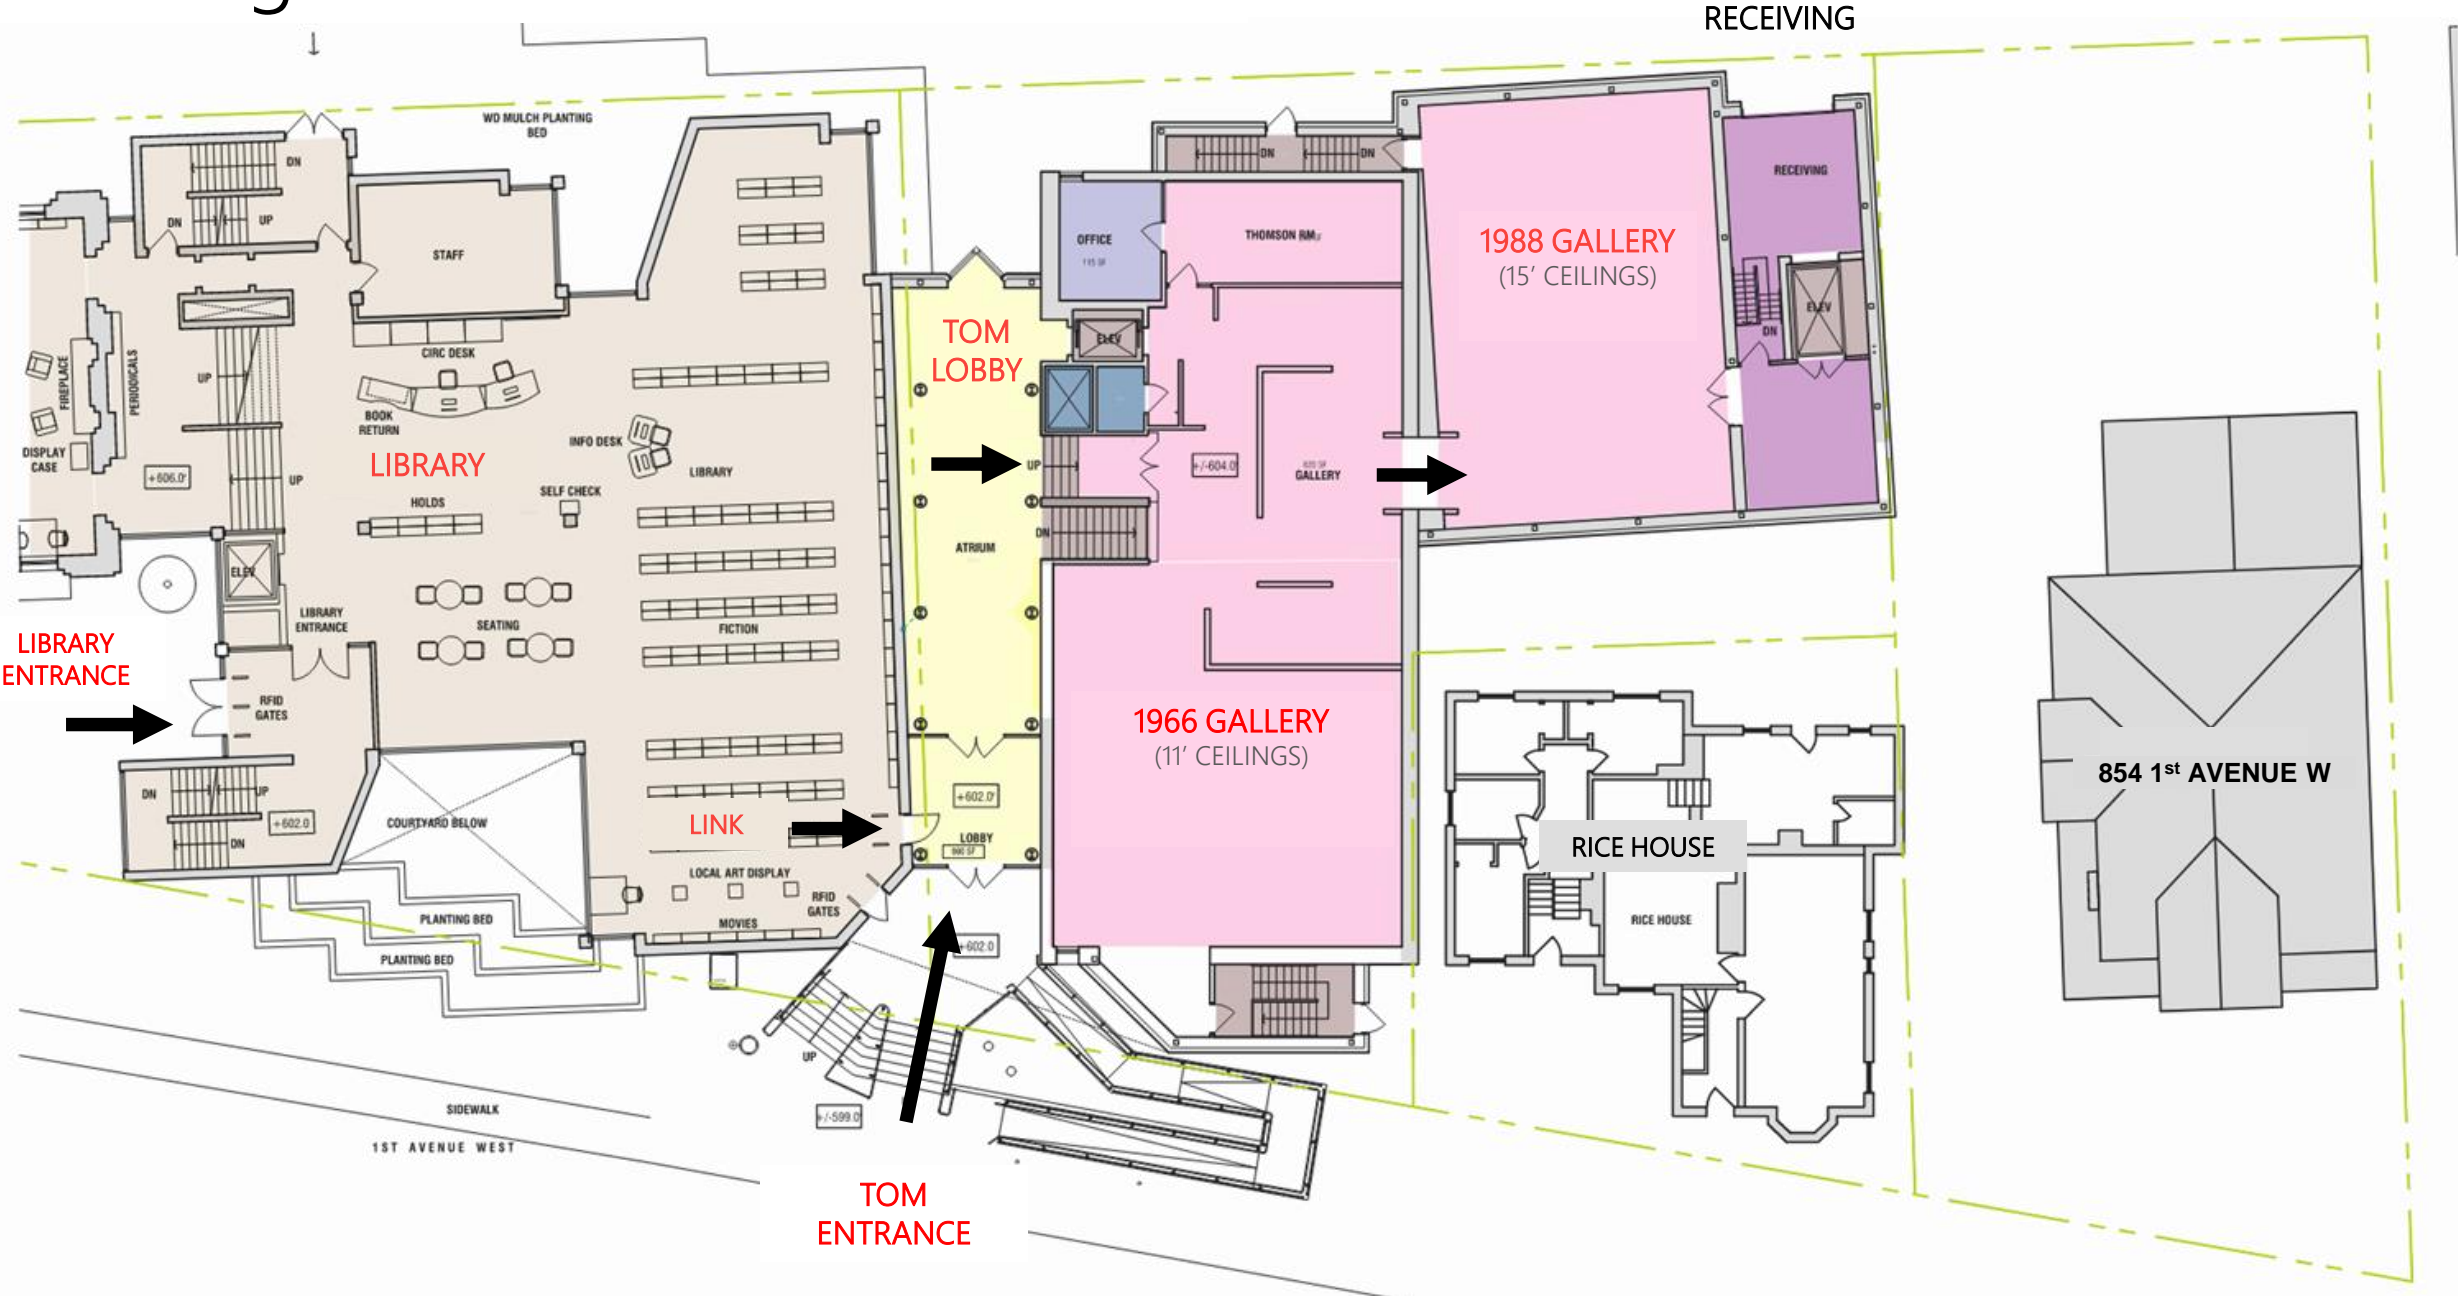 g
RECEIVING
WD MULCH PLANTING
BED
DN
DN
UP
STAFF
CIRC DESK
UP
FIREPLACE
PERIODICALS
BOOK
RETURN
DISPLAY
CASE
+606.0'
UP
LIBRARY
INFO DESK
LIBRARY
HOLDS
SELF CHECK
ELEV
LIBRARY
ENTRANCE
SEATING
FICTION
LIBRARY
ENTRANCE
RFID
GATES
DN
UP
DN
+602.0
COURTYARD BELOW
LINK
LOCAL ART DISPLAY
RFID
GATES
MOVIES
PLANTING BED
PLANTING BED
SIDEWALK
1ST AVENUE WEST
TOM
LOBBY
ATRIUM
+602.0'
LOBBY
900 SF
+602.0
UP
+/-599.0'
TOM
ENTRANCE
DN
DN
OFFICE
115 SF
THOMSON RM
ELEV
UP
DN
+/-604.0'
GALLERY
1966 GALLERY
(11' CEILINGS)
1988 GALLERY
(15' CEILINGS)
RECEIVING
ELEV
DN
RICE HOUSE
RICE HOUSE
854 1st AVENUE W